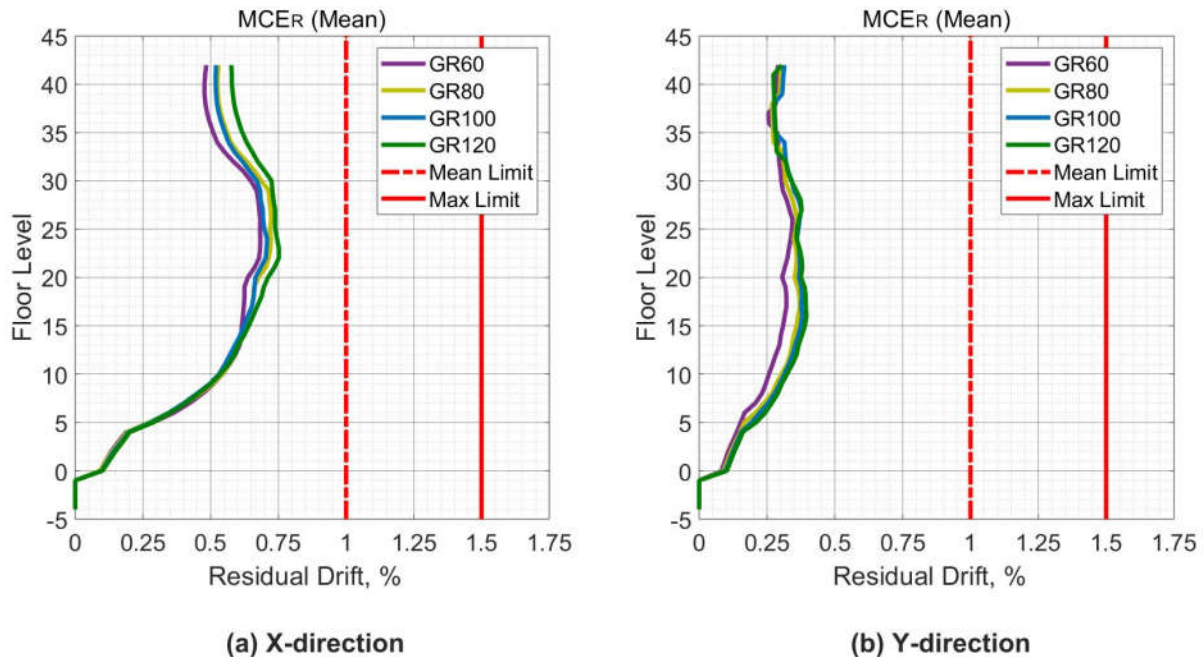 MCER (Mean)
45
40
35
30
25
20
15
10
5
0
-5
Floor Level
GR60
GR80
GR100
GR120
Mean Limit
Max Limit
0 0.25 0.5 0.75 1 1.25 1.5 1.75
Residual Drift, %
(a) X-direction
MCER (Mean)
45
40
35
30
25
20
15
10
5
0
-5
Floor Level
GR60
GR80
GR100
GR120
Mean Limit
Max Limit
0 0.25 0.5 0.75 1 1.25 1.5 1.75
Residual Drift, %
(b) Y-direction